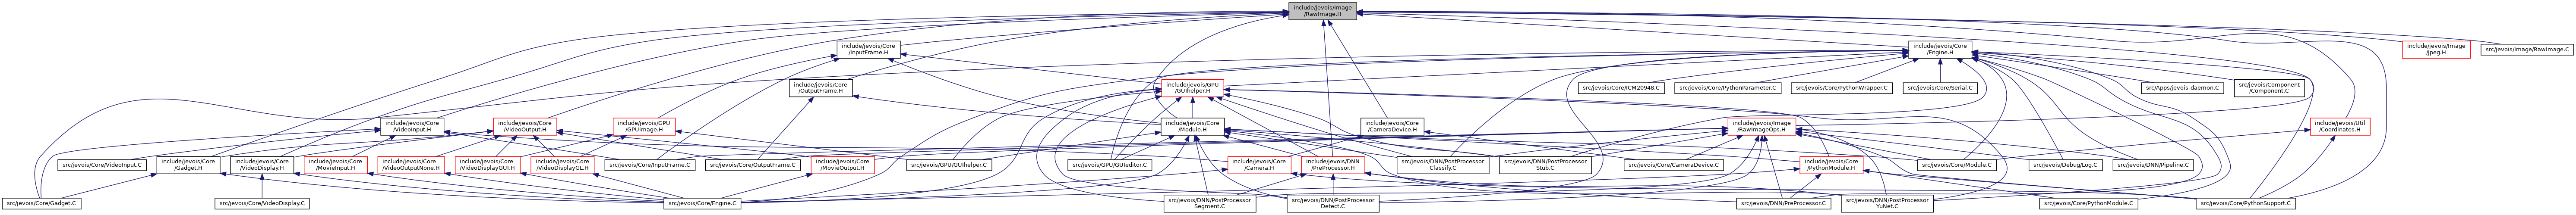 include/jevois/Image
/RawImage.H
include/jevois/Core
/InputFrame.H
include/jevois/Core
/Engine.H
include/jevois/Image
/Jpeg.H
src/jevois/Image/RawImage.C
include/jevois/Core
/OutputFrame.H
include/jevois/GPU
/GUIhelper.H
src/jevois/Core/ICM20948.C
src/jevois/Core/PythonParameter.C
src/jevois/Core/PythonWrapper.C
src/jevois/Core/Serial.C
src/Apps/jevois-daemon.C
src/jevois/Component
/Component.C
include/jevois/Core
/VideoInput.H
include/jevois/Core
/VideoOutput.H
include/jevois/GPU
/GPUimage.H
include/jevois/Core
/Module.H
include/jevois/Core
/CameraDevice.H
include/jevois/Image
/RawImageOps.H
include/jevois/Util
/Coordinates.H
src/jevois/Core/VideoInput.C
include/jevois/Core
/Gadget.H
include/jevois/Core
/VideoDisplay.H
include/jevois/Core
/MovieInput.H
include/jevois/Core
/VideoOutputNone.H
include/jevois/Core
/VideoDisplayGUI.H
include/jevois/Core
/VideoDisplayGL.H
src/jevois/Core/InputFrame.C
src/jevois/Core/OutputFrame.C
include/jevois/Core
/MovieOutput.H
src/jevois/GPU/GUIhelper.C
src/jevois/GPU/GUIeditor.C
include/jevois/Core
/Camera.H
include/jevois/DNN
/PreProcessor.H
src/jevois/Core/CameraDevice.C
src/jevois/DNN/PostProcessor
Classify.C
src/jevois/DNN/PostProcessor
Stub.C
include/jevois/Core
/PythonModule.H
src/jevois/Core/Module.C
src/jevois/Debug/Log.C
src/jevois/DNN/Pipeline.C
src/jevois/Core/Gadget.C
src/jevois/Core/VideoDisplay.C
src/jevois/Core/Engine.C
src/jevois/DNN/PostProcessor
Segment.C
src/jevois/DNN/PostProcessor
Detect.C
src/jevois/DNN/PreProcessor.C
src/jevois/DNN/PostProcessor
YuNet.C
src/jevois/Core/PythonModule.C
src/jevois/Core/PythonSupport.C